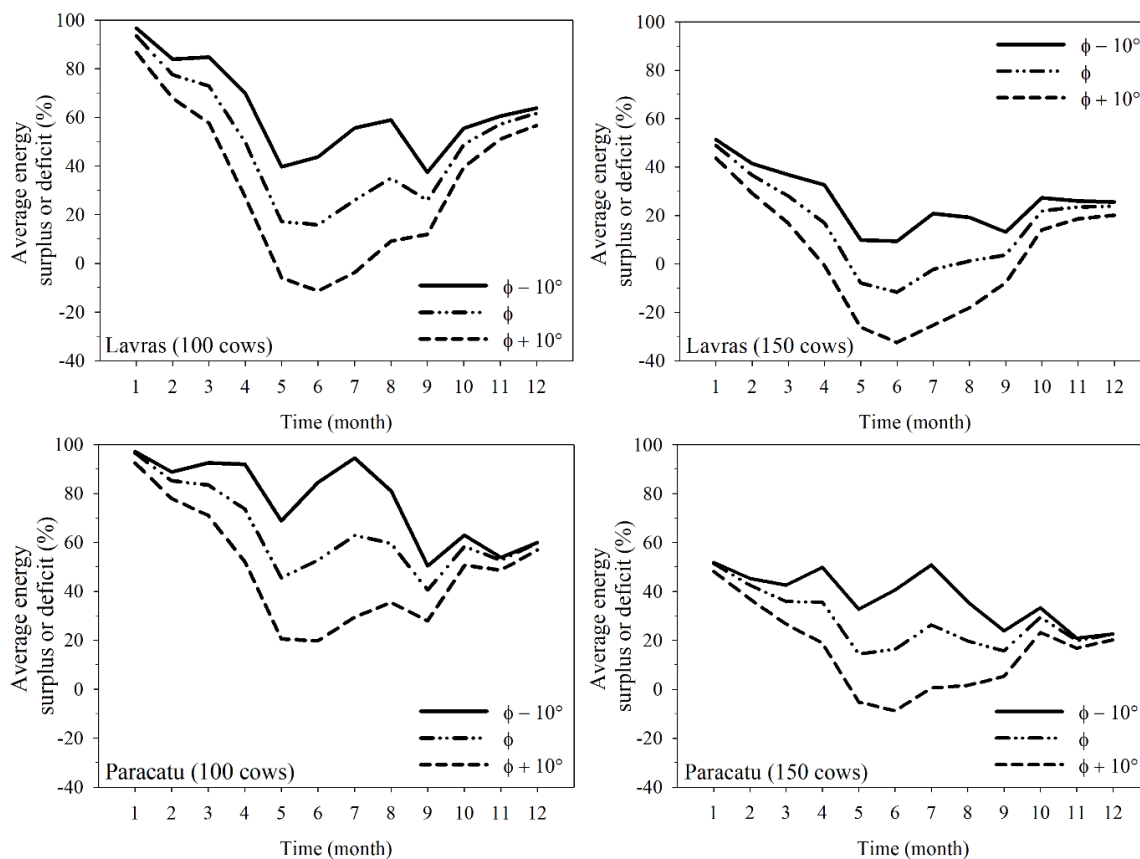 Average energy
surplus or deficit (%)
100
80
60
40
20
0
-20
-40
ϕ − 10°
ϕ
ϕ + 10°
Lavras (100 cows)
1 2 3 4 5 6 7 8 9 10 11 12
Time (month)
Average energy
surplus or deficit (%)
100
80
60
40
20
0
-20
-40
ϕ − 10°
ϕ
ϕ + 10°
Lavras (150 cows)
1 2 3 4 5 6 7 8 9 10 11 12
Time (month)
Average energy
surplus or deficit (%)
100
80
60
40
20
0
-20
-40
ϕ − 10°
ϕ
ϕ + 10°
Paracatu (100 cows)
1 2 3 4 5 6 7 8 9 10 11 12
Time (month)
Average energy
surplus or deficit (%)
100
80
60
40
20
0
-20
-40
ϕ − 10°
ϕ
ϕ + 10°
Paracatu (150 cows)
1 2 3 4 5 6 7 8 9 10 11 12
Time (month)